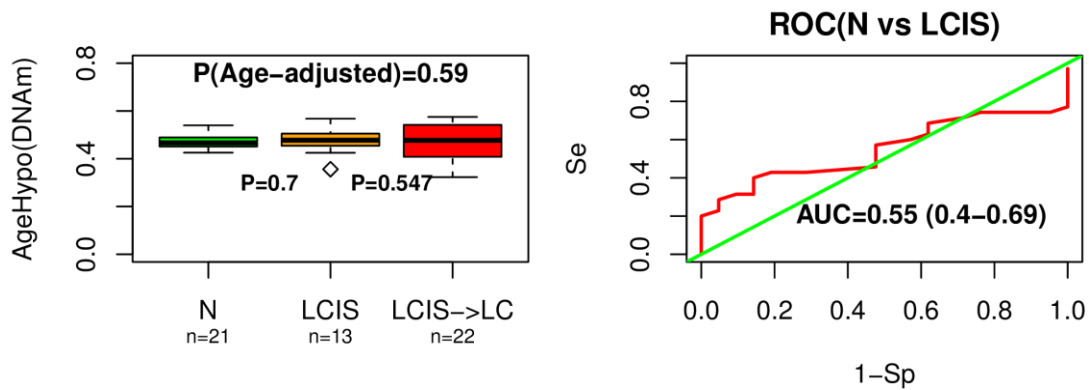 AgeHypo(DNAm)
0.8
0.4
0.0
P(Age−adjusted)=0.59
P=0.7
P=0.547
N
LCIS
LCIS−>LC
n=21
n=13
n=22
ROC(N vs LCIS)
Se
0.8
0.4
0.0
AUC=0.55 (0.4−0.69)
0.0
0.2
0.4
0.6
0.8
1.0
1−Sp